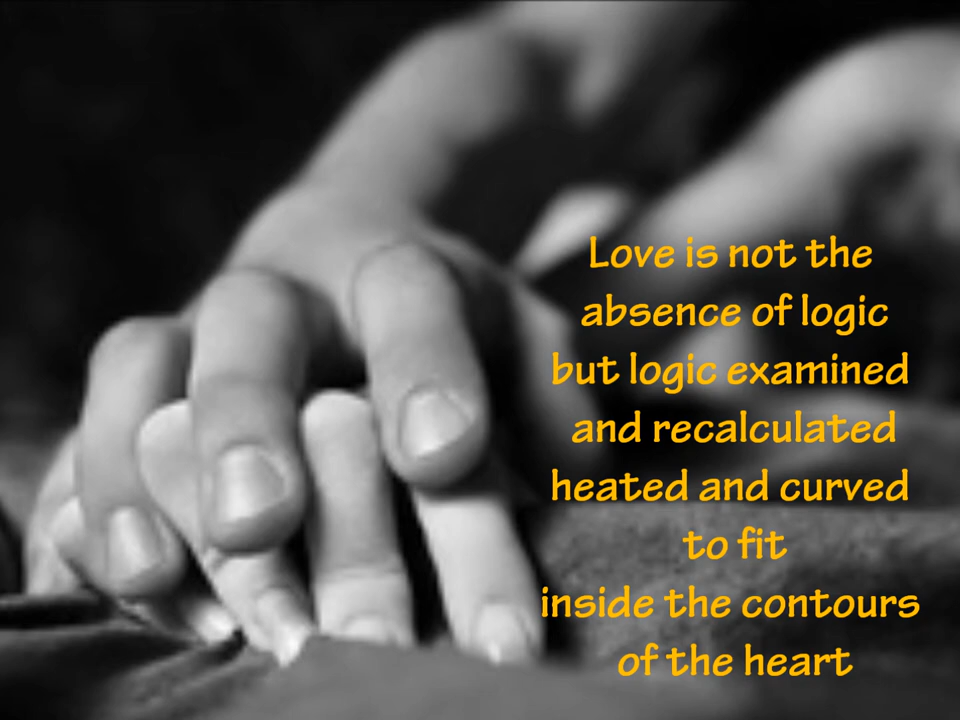 Love is not the
absence of logic
but logic examined
and recalculated
heated and curved
to fit
inside the contours
of the heart